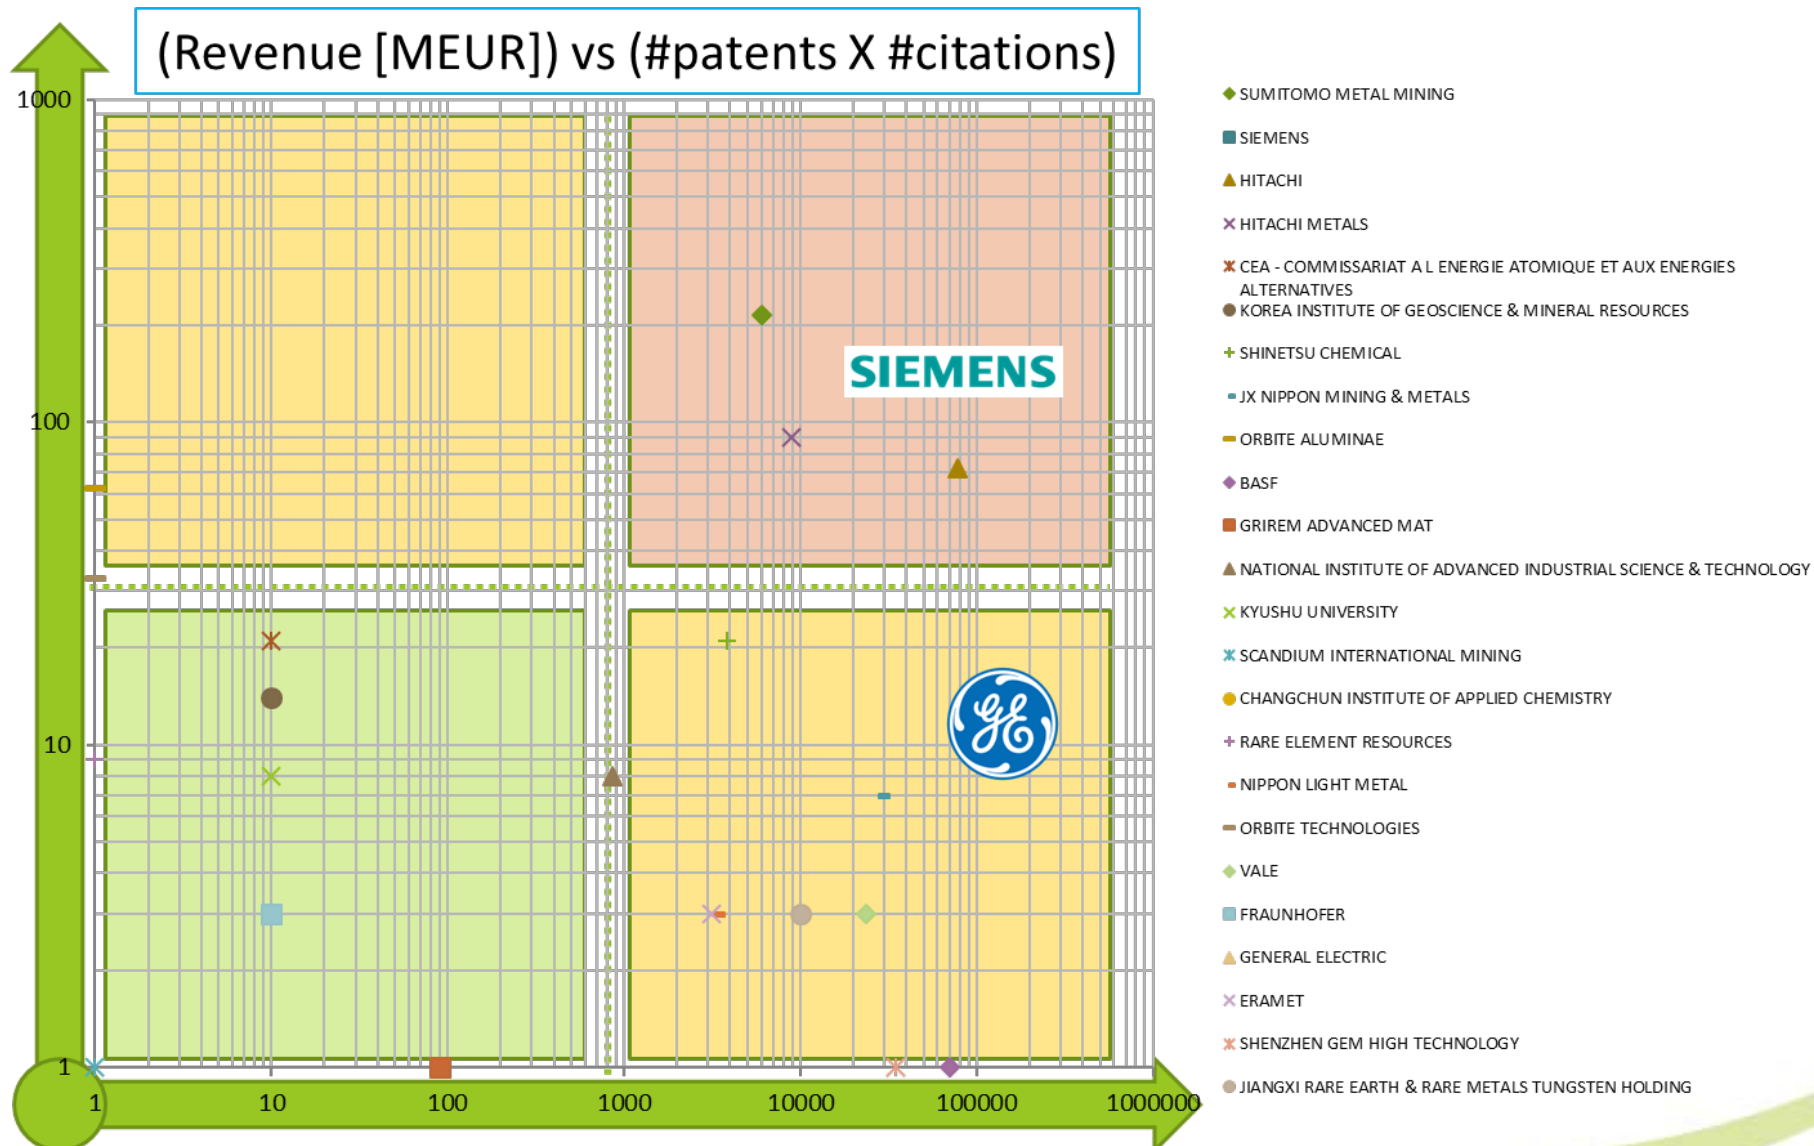 (Revenue [MEUR]) vs (#patents X #citations)
1000
100
10
1
1
10
100
1000
10000
100000
1000000
SIEMENS
GE
SUMITOMO METAL MINING
SIEMENS
HITACHI
HITACHI METALS
CEA - COMMISSARIAT A L ENERGIE ATOMIQUE ET AUX ENERGIES
ALTERNATIVES
KOREA INSTITUTE OF GEOSCIENCE & MINERAL RESOURCES
SHINETSU CHEMICAL
JX NIPPON MINING & METALS
ORBITE ALUMINAE
BASF
GRIREM ADVANCED MAT
NATIONAL INSTITUTE OF ADVANCED INDUSTRIAL SCIENCE & TECHNOLOGY
KYUSHU UNIVERSITY
SCANDIUM INTERNATIONAL MINING
CHANGCHUN INSTITUTE OF APPLIED CHEMISTRY
RARE ELEMENT RESOURCES
NIPPON LIGHT METAL
ORBITE TECHNOLOGIES
VALE
FRAUNHOFER
GENERAL ELECTRIC
ERAMET
SHENZHEN GEM HIGH TECHNOLOGY
JIANGXI RARE EARTH & RARE METALS TUNGSTEN HOLDING